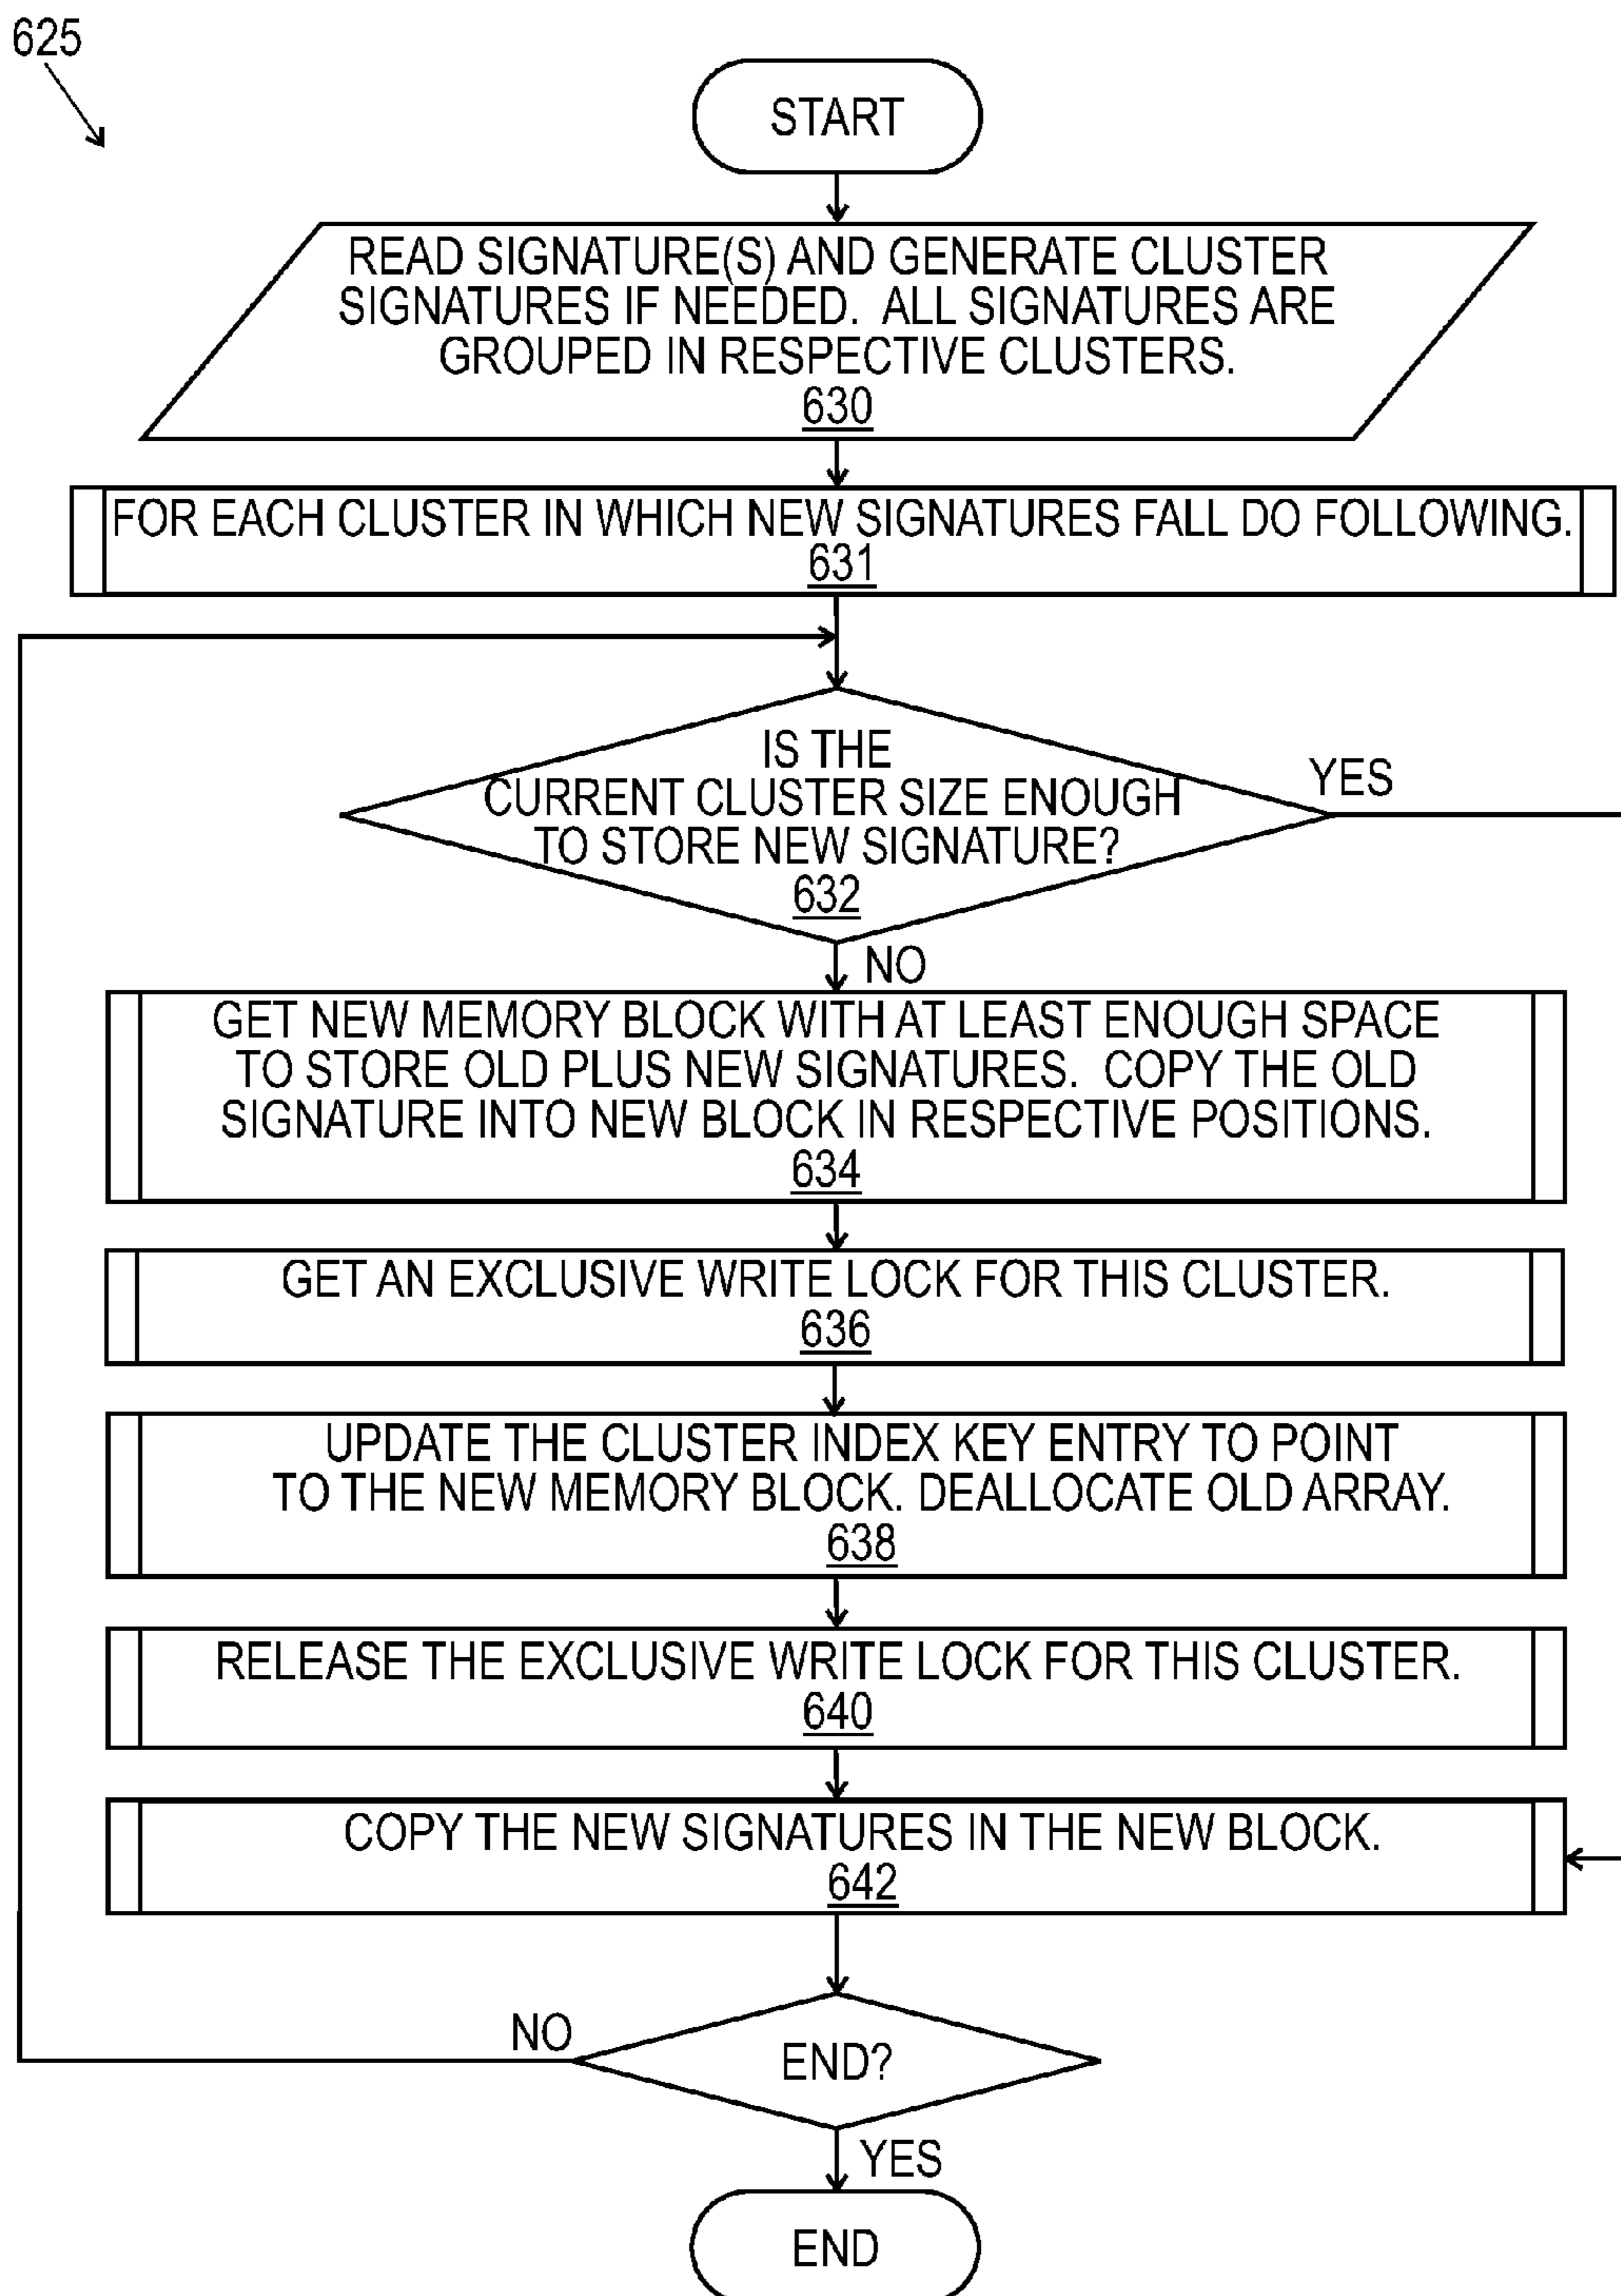 625
START
READ SIGNATURE(S) AND GENERATE CLUSTER
SIGNATURES IF NEEDED. ALL SIGNATURES ARE
GROUPED IN RESPECTIVE CLUSTERS.
630
FOR EACH CLUSTER IN WHICH NEW SIGNATURES FALL DO FOLLOWING.
631
IS THE
CURRENT CLUSTER SIZE ENOUGH
TO STORE NEW SIGNATURE?
632
YES
NO
GET NEW MEMORY BLOCK WITH AT LEAST ENOUGH SPACE
TO STORE OLD PLUS NEW SIGNATURES. COPY THE OLD
SIGNATURE INTO NEW BLOCK IN RESPECTIVE POSITIONS.
634
GET AN EXCLUSIVE WRITE LOCK FOR THIS CLUSTER.
636
UPDATE THE CLUSTER INDEX KEY ENTRY TO POINT
TO THE NEW MEMORY BLOCK. DEALLOCATE OLD ARRAY.
638
RELEASE THE EXCLUSIVE WRITE LOCK FOR THIS CLUSTER.
640
COPY THE NEW SIGNATURES IN THE NEW BLOCK.
642
NO
END?
YES
END